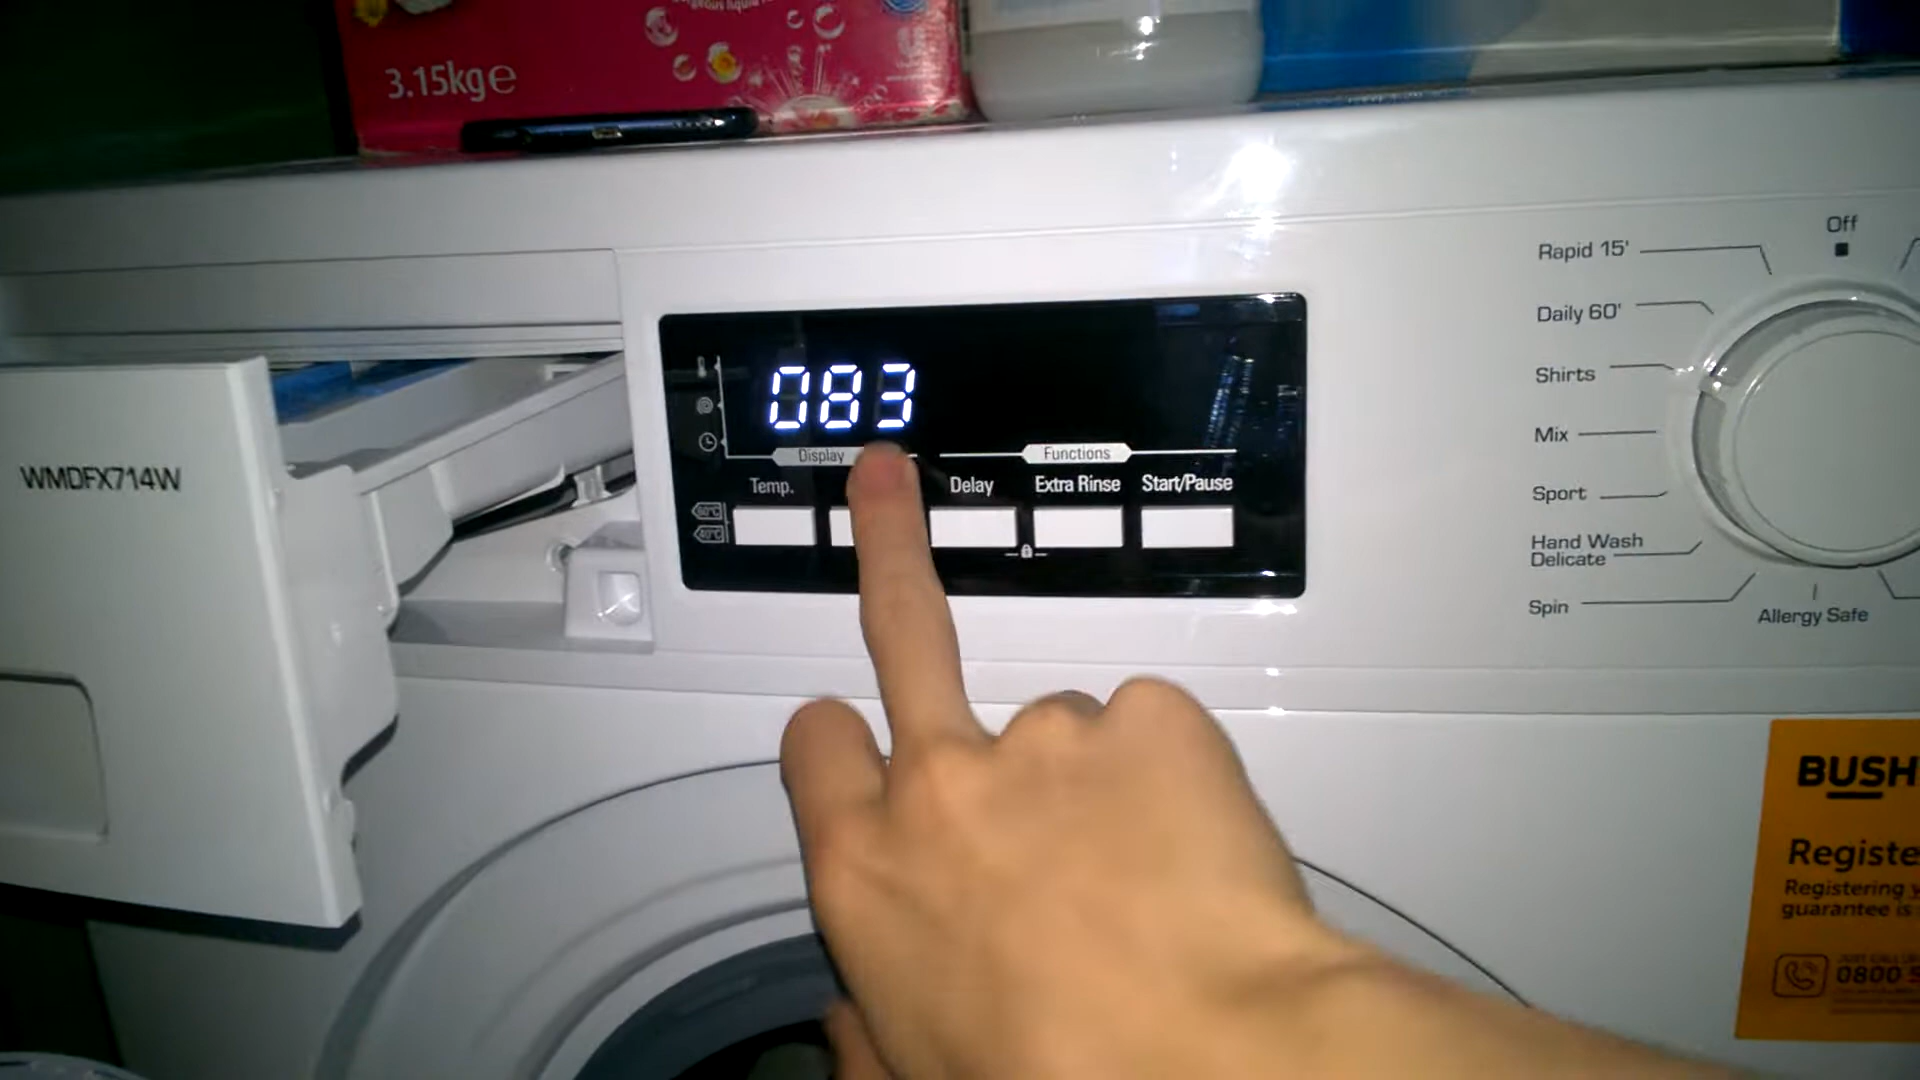 3.15kge
WMDFX714W
083
Display
Functions
Temp.
Delay
Extra Rinse
Start/Pause
60°C
40°C
Off
Rapid 15'
Daily 60'
Shirts
Mix
Sport
Hand Wash
Delicate
Spin
Allergy Safe
BUSH
Registe
Registering y
guarantee is
0800 5